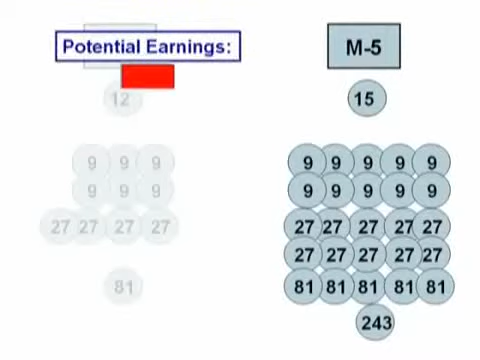 Potential Earnings:
M-5
12
15
9 9 9
9 9 9 9 9
9 9 9
9 9 9 9 9
27 27 27 27
27 27 27 27 27
27 27 27 27 27
81
81 81 81 81 81
243